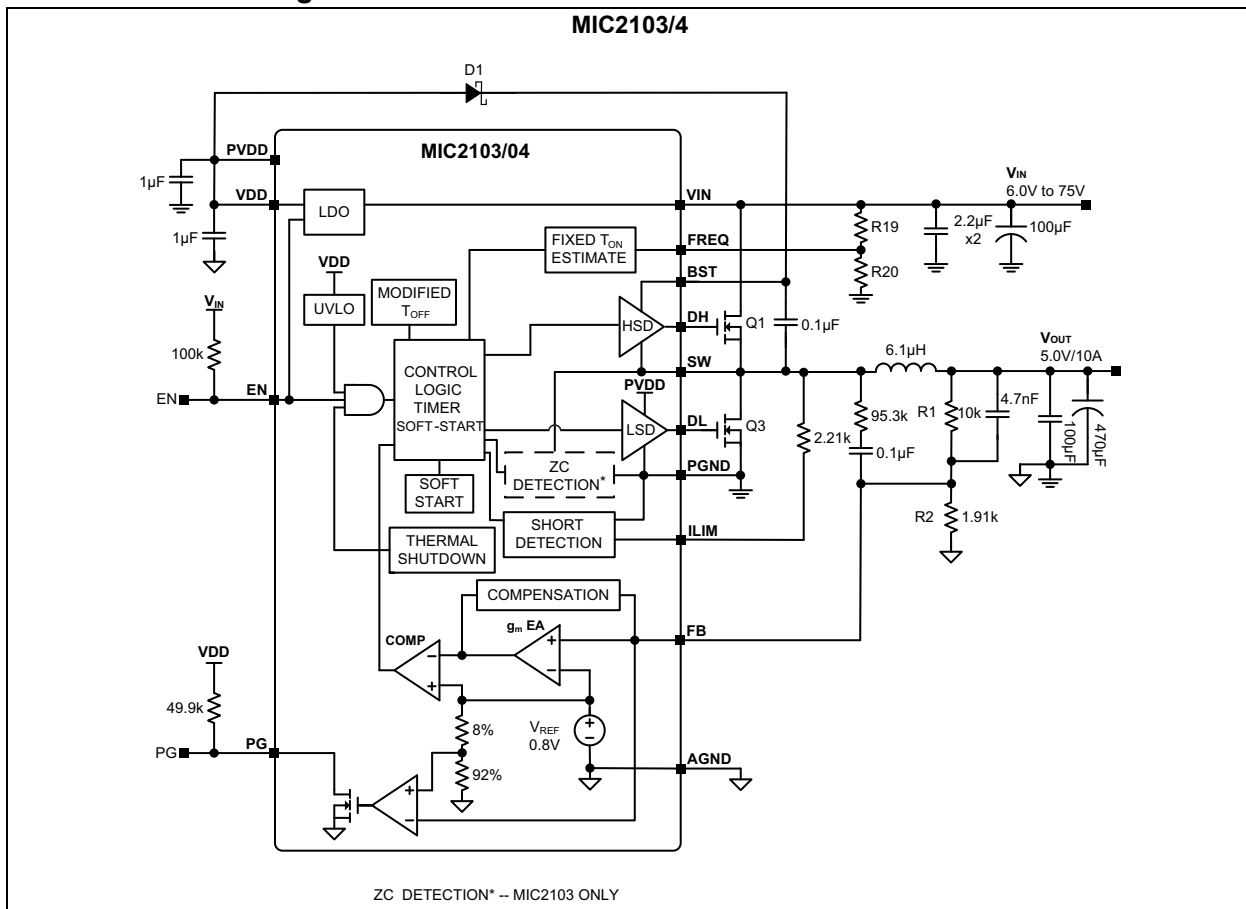 MIC2103/4
D1
MIC2103/04
PVDD
1µF
VDD
1µF
LDO
VIN
VIN
6.0V to 75V
FREQ
FIXED TON
ESTIMATE
R19
R20
2.2µF
x2
100µF
BST
VDD
UVLO
MODIFIED
TOFF
VIN
100k
EN
EN
HSD
DH
Q1
0.1µF
SW
6.1µH
VOUT
5.0V/10A
CONTROL
LOGIC
TIMER
SOFT-START
PVDD
LSD
DL
Q3
2.21k
95.3k
0.1µF
R1
10k
4.7nF
100µF
470µF
PGND
ZC
DETECTION*
SOFT
START
SHORT
DETECTION
ILIM
R2
1.91k
THERMAL
SHUTDOWN
COMPENSATION
gm EA
FB
COMP
+
−
−
+
VDD
49.9k
PG
PG
8%
92%
VREF
0.8V
+
−
AGND
+
−
ZC DETECTION* -- MIC2103 ONLY